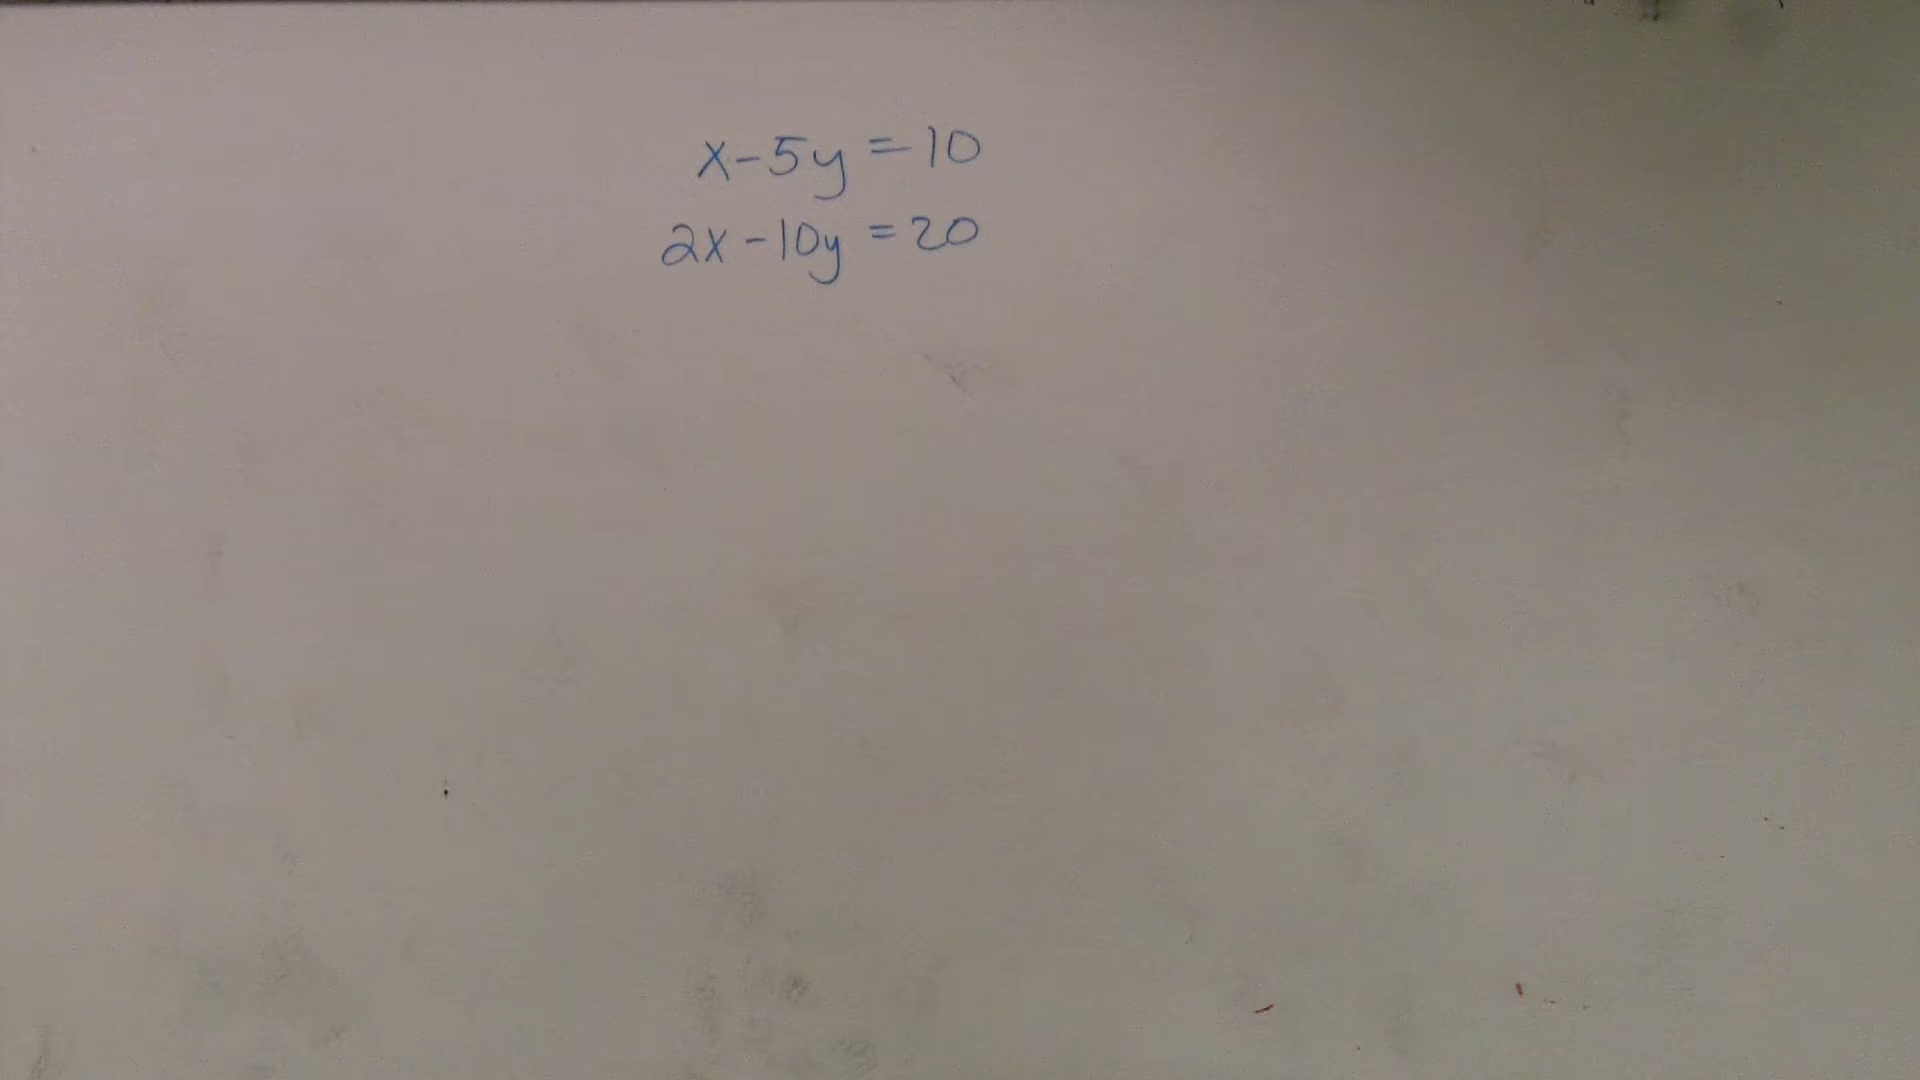 x-5y = 10
2x-10y = 20